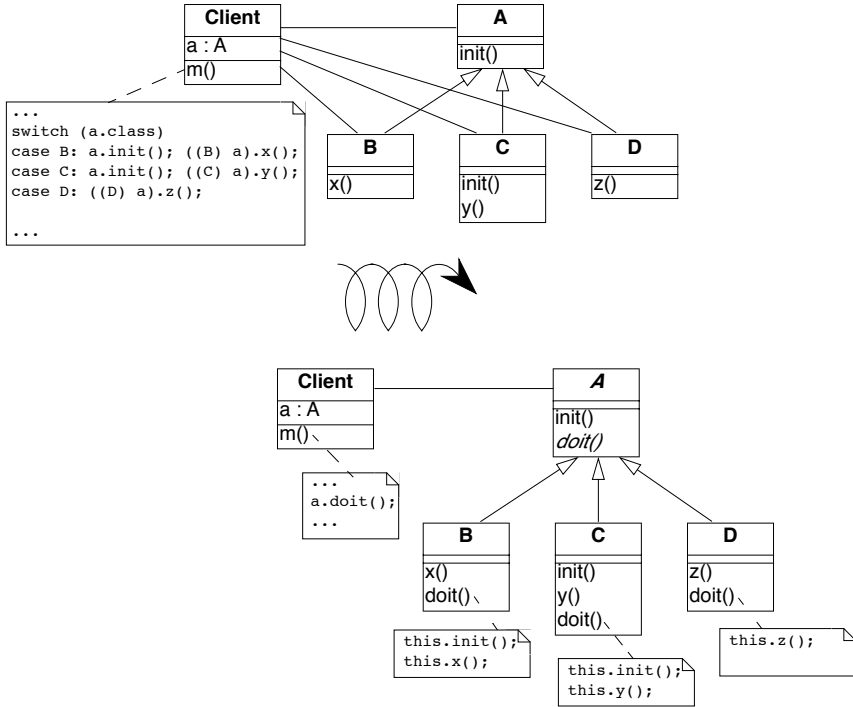 Client
a : A
m()
A
init()
...
switch (a.class)
case B: a.init(); ((B) a).x();
case C: a.init(); ((C) a).y();
case D: ((D) a).z();
...
B
x()
C
init()
y()
D
z()
Client
a : A
m()
A
init()
doit()
...
a.doit();
...
B
x()
doit()
C
init()
y()
doit()
D
z()
doit()
this.init();
this.x();
this.init();
this.y();
this.z();